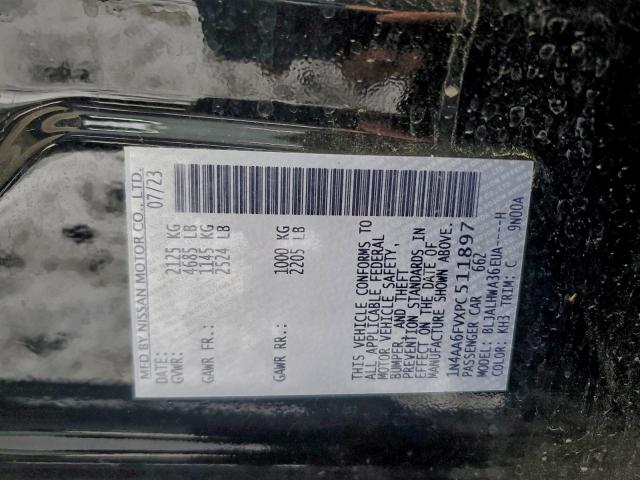 MFD BY NISSAN MOTOR CO., LTD.
DATE: 07/23
GVWR: 2125 KG
4685 LB
GAWR FR: 1145 KG
2524 LB
GAWR RR: 1000 KG
2205 LB
THIS VEHICLE CONFORMS TO
ALL APPLICABLE FEDERAL
MOTOR VEHICLE SAFETY,
BUMPER, AND THEFT
PREVENTION STANDARDS IN
EFFECT ON THE DATE OF
MANUFACTURE SHOWN ABOVE.
1N4AA6FVXPC511897
PASSENGER CAR 66Z
MODEL: BLJALHWA36EUA----H
COLOR: KH3 TRIM: C 9N00A